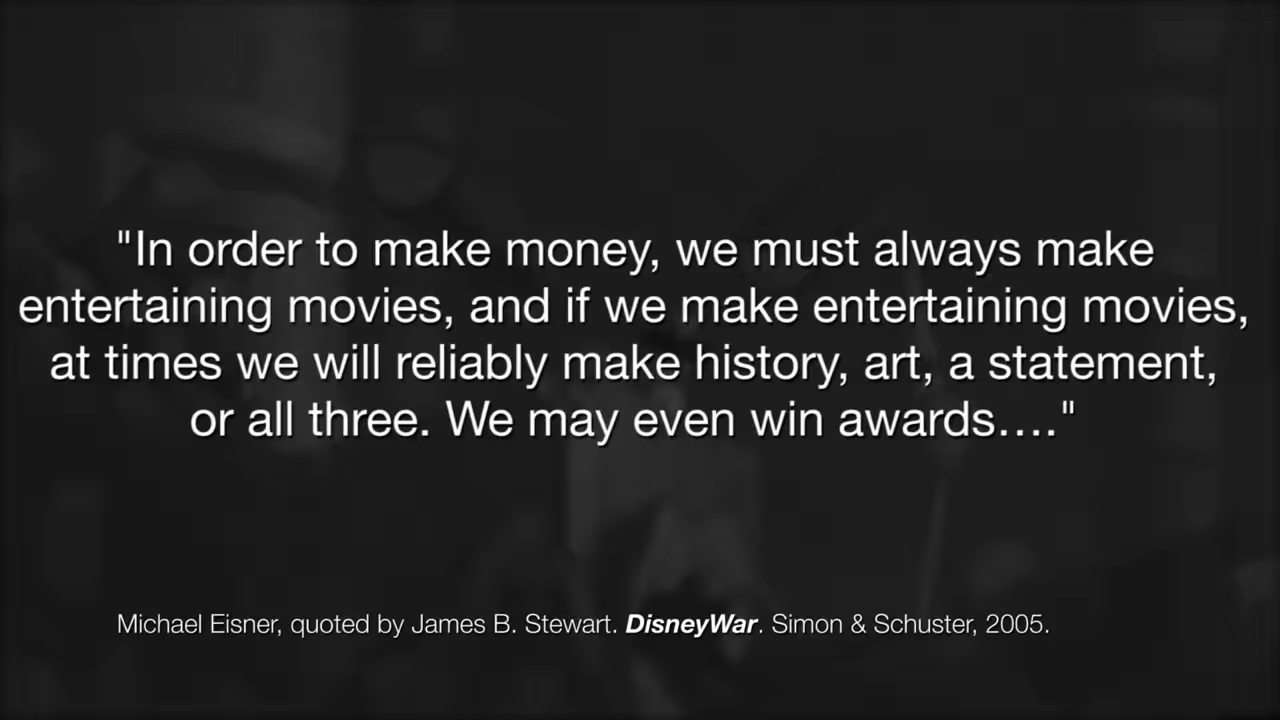 "In order to make money, we must always make
entertaining movies, and if we make entertaining movies,
at times we will reliably make history, art, a statement,
or all three. We may even win awards…."
Michael Eisner, quoted by James B. Stewart. DisneyWar. Simon & Schuster, 2005.